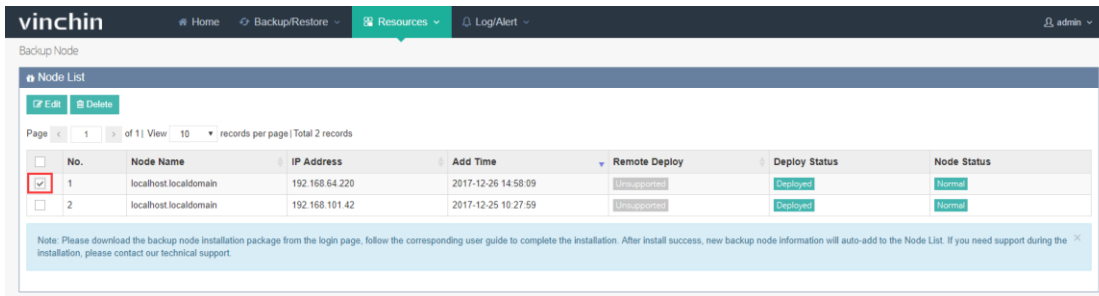 vinchin Home Backup/Restore Resources Log/Alert admin
Backup Node
Node List
Edit Delete
Page 1 of 1| View 10 records per page| Total 2 records
No. Node Name IP Address Add Time Remote Deploy Deploy Status Node Status
1 localhost.localdomain 192.168.64.220 2017-12-26 14:58:09 Unsupported Deployed Normal
2 localhost.localdomain 192.168.101.42 2017-12-25 10:27:59 Unsupported Deployed Normal
Note: Please download the backup node installation package from the login page, follow the corresponding user guide to complete the installation. After install success, new backup node information will auto-add to the Node List. If you need support during the
installation, please contact our technical support.